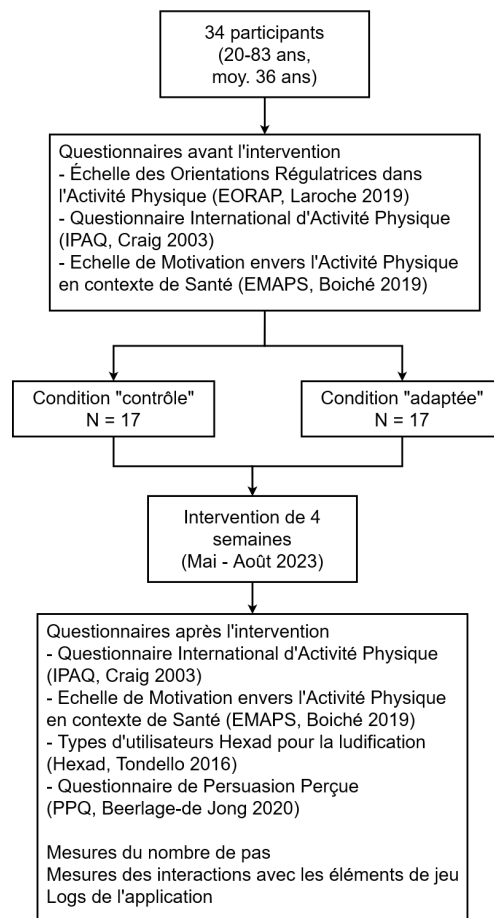 34 participants
(20-83 ans,
moy. 36 ans)
Questionnaires avant l'intervention
- Échelle des Orientations Régulatrices dans
l'Activité Physique (EORAP, Laroche 2019)
- Questionnaire International d'Activité Physique
(IPAQ, Craig 2003)
- Echelle de Motivation envers l'Activité Physique
en contexte de Santé (EMAPS, Boiché 2019)
Condition "contrôle"
N = 17
Condition "adaptée"
N = 17
Intervention de 4
semaines
(Mai - Août 2023)
Questionnaires après l'intervention
- Questionnaire International d'Activité Physique
(IPAQ, Craig 2003)
- Echelle de Motivation envers l'Activité Physique
en contexte de Santé (EMAPS, Boiché 2019)
- Types d'utilisateurs Hexad pour la ludification
(Hexad, Tondello 2016)
- Questionnaire de Persuasion Perçue
(PPQ, Beerlage-de Jong 2020)
Mesures du nombre de pas
Mesures des interactions avec les éléments de jeu
Logs de l'application